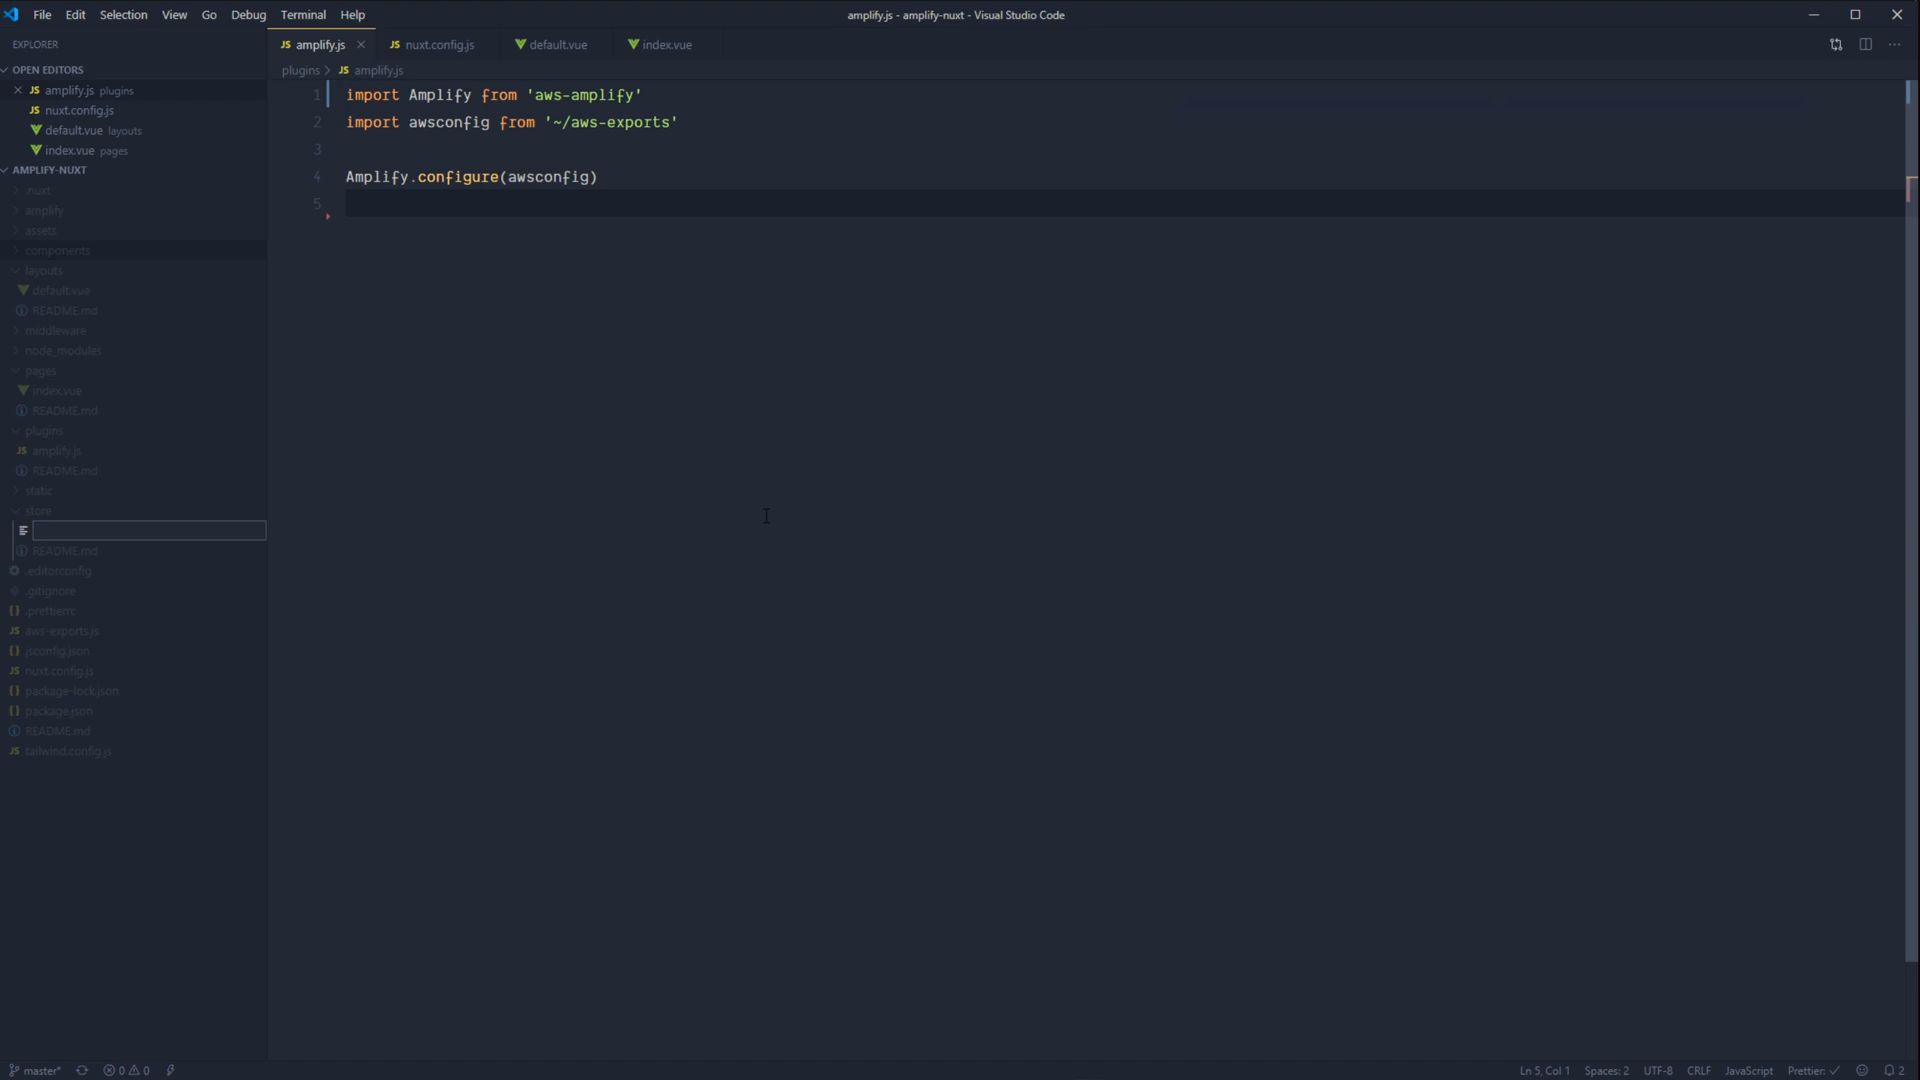 File Edit Selection View Go Debug Terminal Help
amplify.js - amplify-nuxt - Visual Studio Code
EXPLORER
OPEN EDITORS
JS amplify.js plugins
JS nuxt.config.js
default.vue layouts
index.vue pages
AMPLIFY-NUXT
.nuxt
amplify
assets
components
layouts
default.vue
README.md
middleware
node_modules
pages
index.vue
README.md
plugins
JS amplify.js
README.md
static
store
README.md
.editorconfig
.gitignore
{} .prettierrc
JS aws-exports.js
{} jsconfig.json
JS nuxt.config.js
{} package-lock.json
{} package.json
README.md
JS tailwind.config.js
JS amplify.js
JS nuxt.config.js
default.vue
index.vue
plugins > JS amplify.js
1 import Amplify from 'aws-amplify'
2 import awsconfig from '~/aws-exports'
3
4 Amplify.configure(awsconfig)
5
master* 0 0
Ln 5, Col 1 Spaces: 2 UTF-8 CRLF JavaScript Prettier: ✓ 2